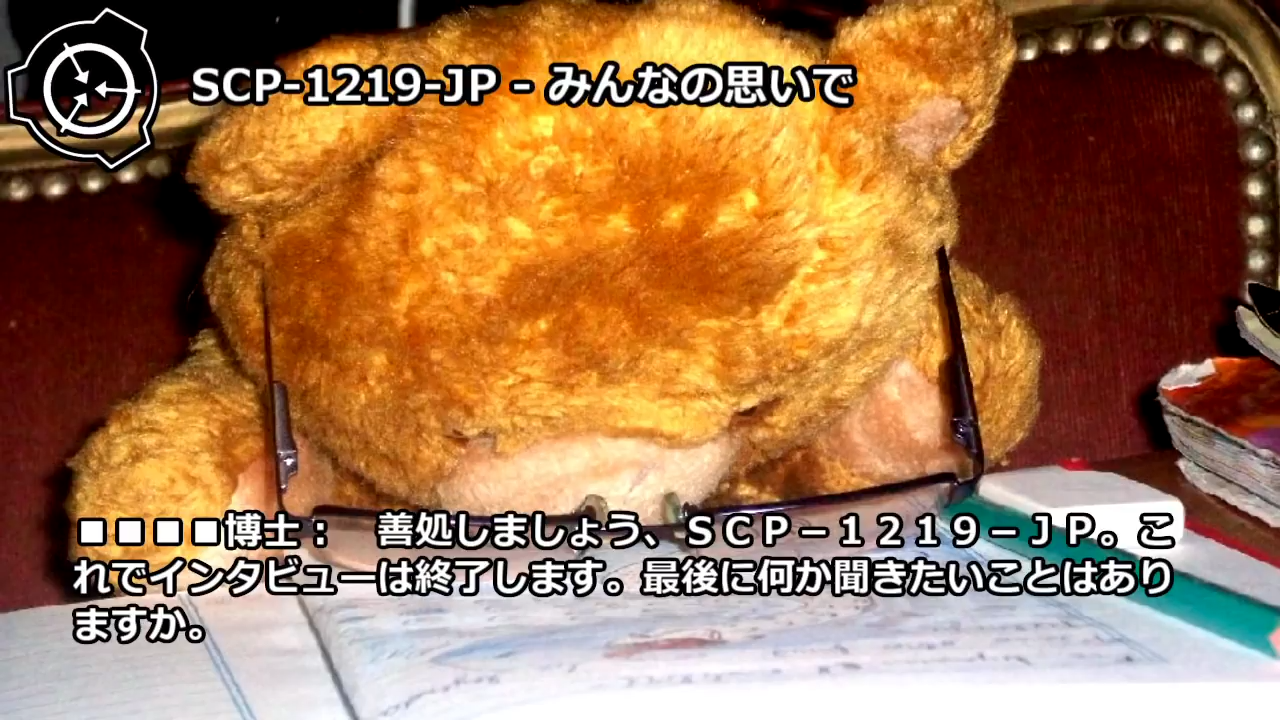 SCP-1219-JP - みんなの思いで
■■■■博士：　善処しましょう、ＳＣＰ－１２１９－ＪＰ。こ
れでインタビューは終了します。最後に何か聞きたいことはあり
ますか。